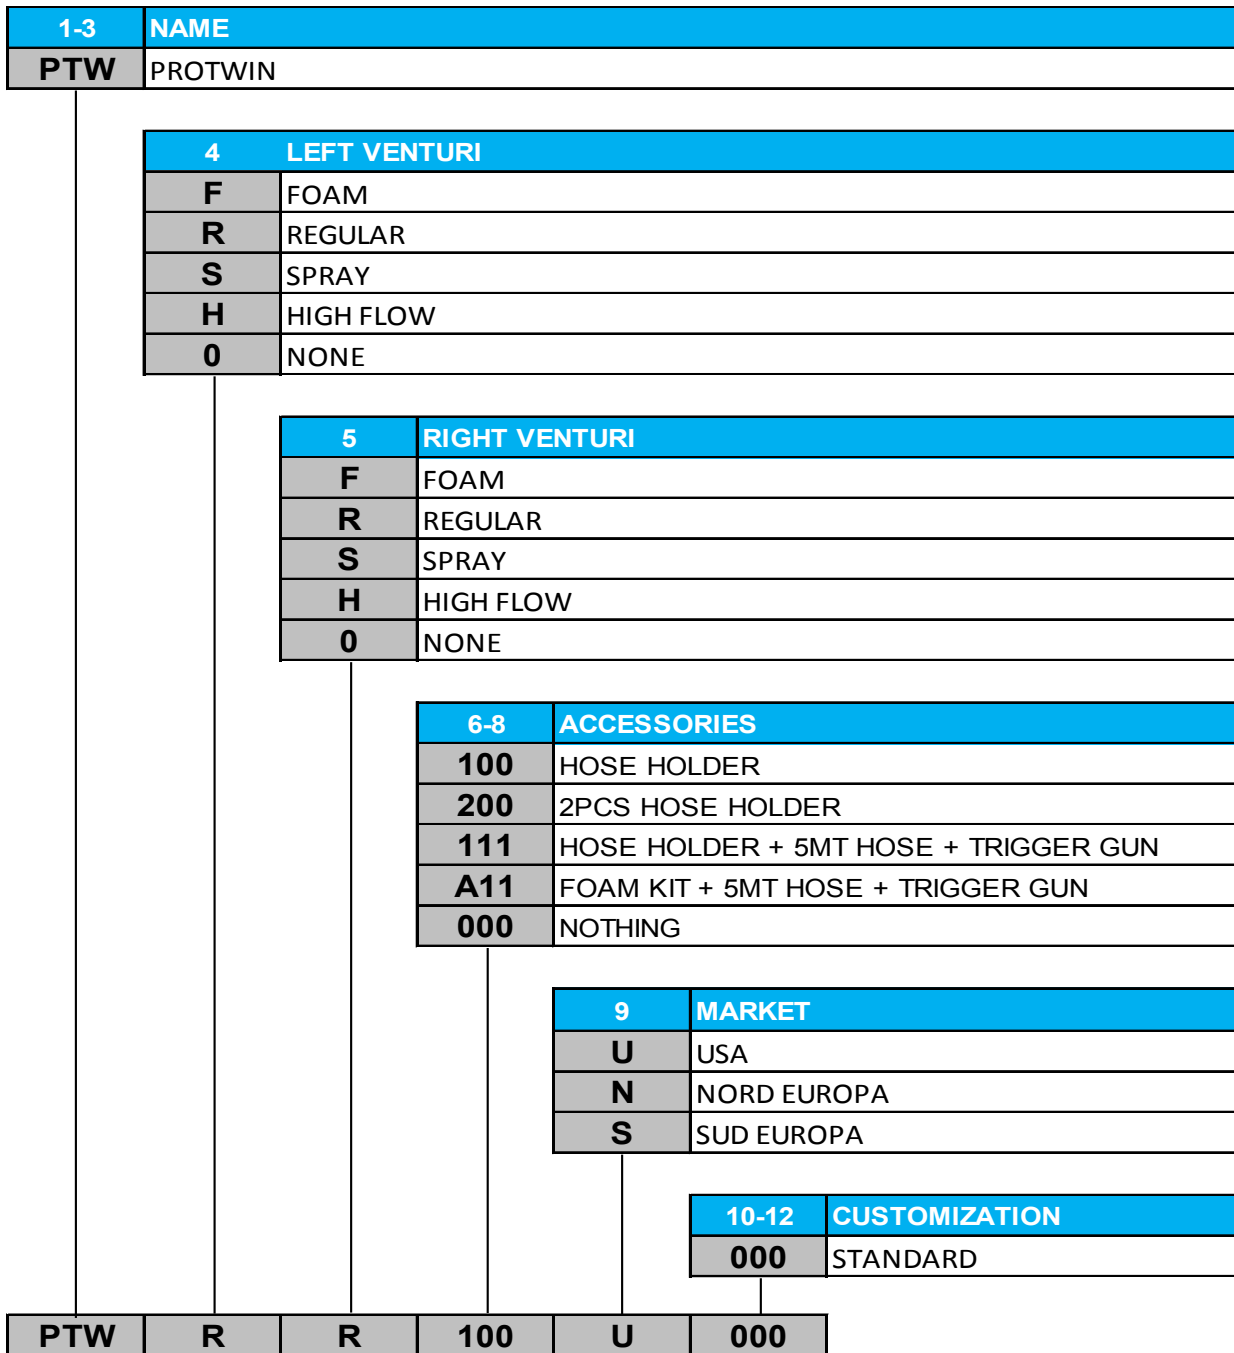 1-3 NAME
PTW PROTWIN
4 LEFT VENTURI
F FOAM
R REGULAR
S SPRAY
H HIGH FLOW
0 NONE
5 RIGHT VENTURI
F FOAM
R REGULAR
S SPRAY
H HIGH FLOW
0 NONE
6-8 ACCESSORIES
100 HOSE HOLDER
200 2PCS HOSE HOLDER
111 HOSE HOLDER + 5MT HOSE + TRIGGER GUN
A11 FOAM KIT + 5MT HOSE + TRIGGER GUN
000 NOTHING
9 MARKET
U USA
N NORD EUROPA
S SUD EUROPA
10-12 CUSTOMIZATION
000 STANDARD
PTW R R 100 U 000